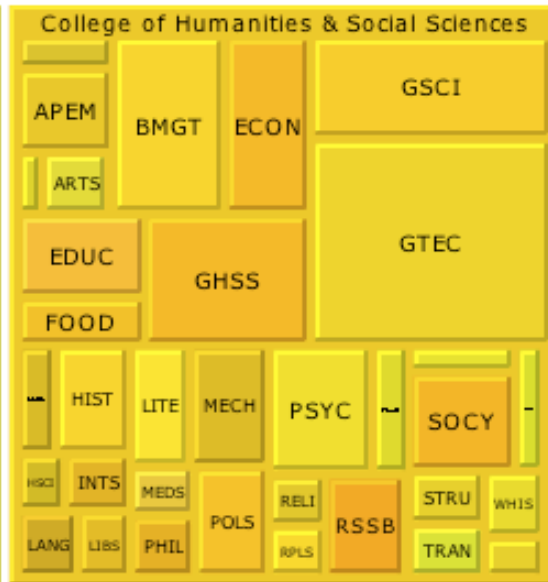 College of Humanities & Social Sciences
APEM
BMGT
ECON
GSCI
ARTS
GTEC
EDUC
GHSS
FOOD
HIST
LITE
MECH
PSYC
SOCY
HSCI
INTS
MEDS
POLS
RELI
RSSB
STRU
WHIS
LANG
LIBS
PHIL
RPLS
TRAN